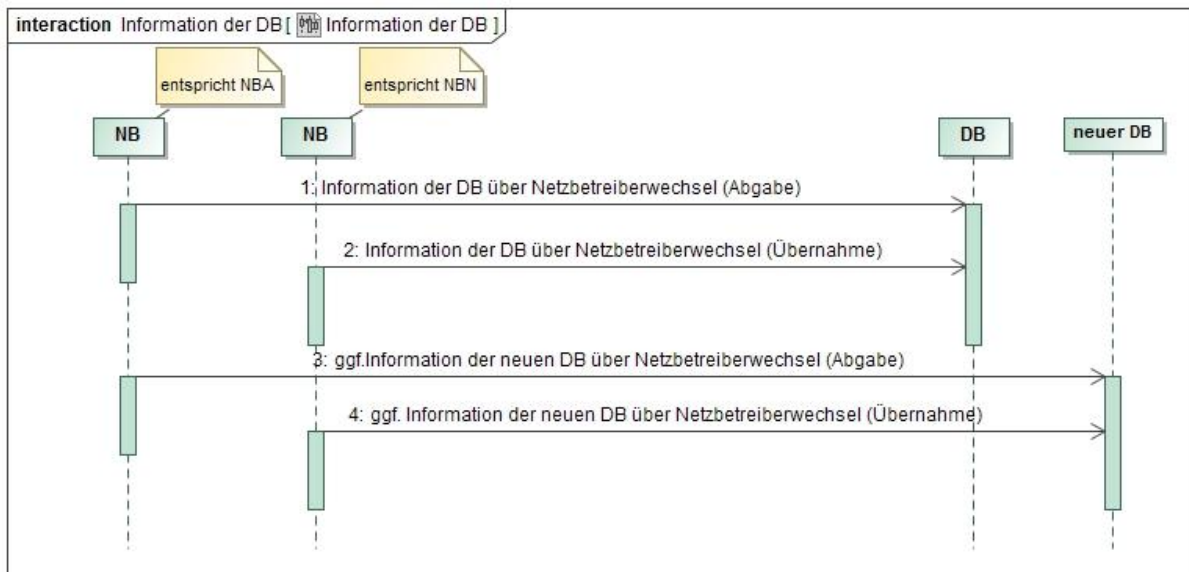 interaction Information der DB [ Information der DB ]
entspricht NBA
entspricht NBN
NB
NB
DB
neuer DB
1: Information der DB über Netzbetreiberwechsel (Abgabe)
2: Information der DB über Netzbetreiberwechsel (Übernahme)
3: ggf.Information der neuen DB über Netzbetreiberwechsel (Abgabe)
4: ggf. Information der neuen DB über Netzbetreiberwechsel (Übernahme)